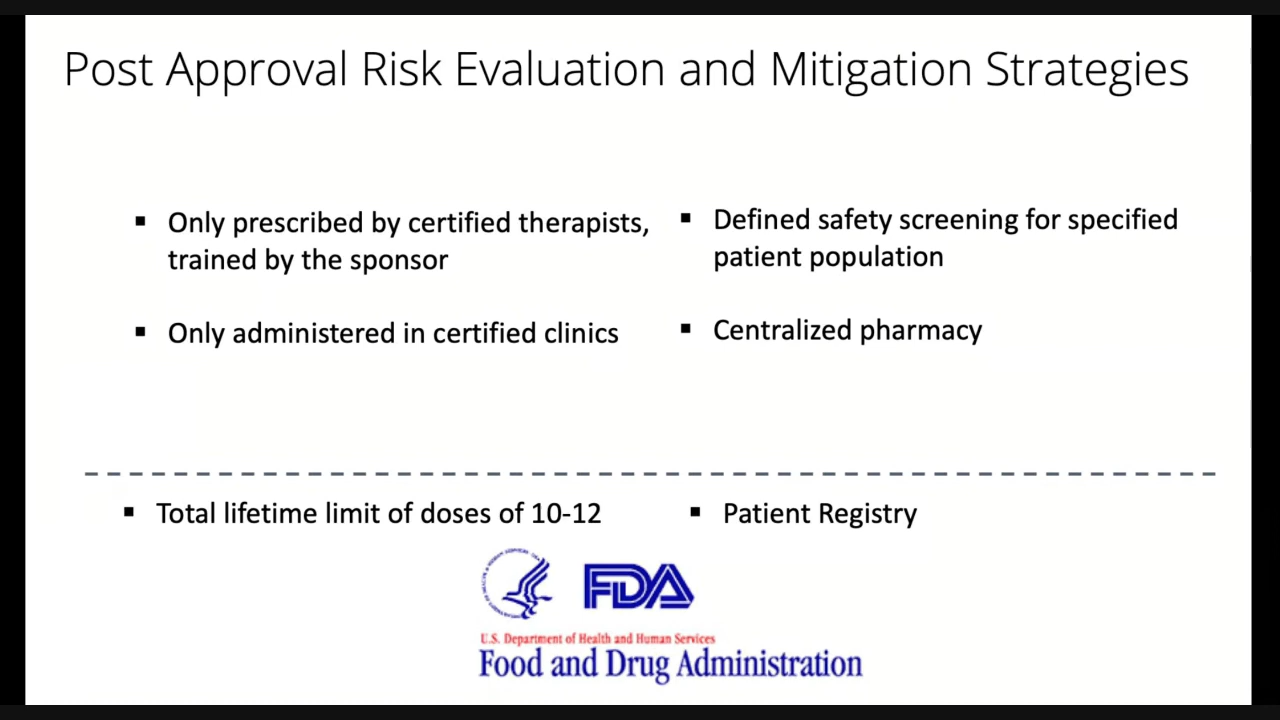 Post Approval Risk Evaluation and Mitigation Strategies
Only prescribed by certified therapists,
trained by the sponsor
Only administered in certified clinics
Defined safety screening for specified
patient population
Centralized pharmacy
Total lifetime limit of doses of 10-12
Patient Registry
FDA
U.S. Department of Health and Human Services
Food and Drug Administration